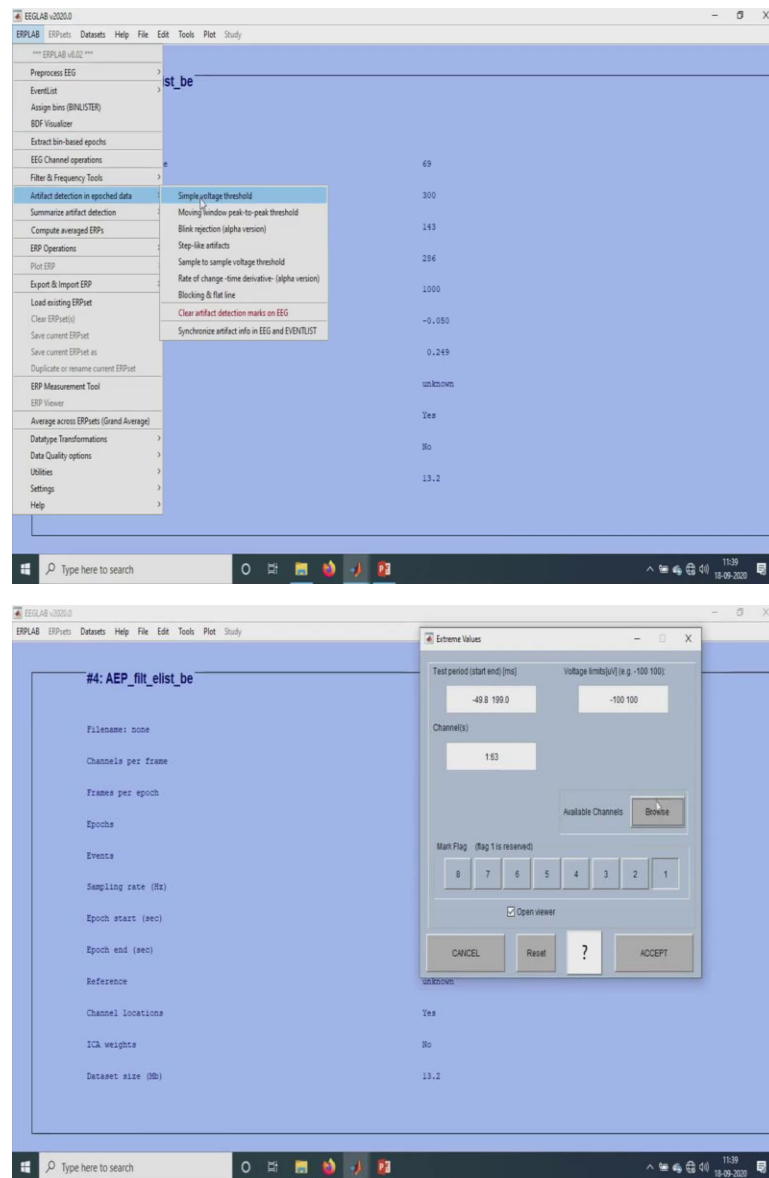 EEGLAB v2020.0
ERPLAB ERPsets Datasets Help File Edit Tools Plot Study
*** ERPLAB v8.02 ***
Preprocess EEG
EventList
Assign bins (BINLISTER)
BDF Visualizer
Extract bin-based epochs
EEG Channel operations
Filter & Frequency Tools
Artifact detection in epoched data
Summarize artifact detection
Compute averaged ERPs
ERP Operations
Plot ERP
Export & Import ERP
Load existing ERPset
Clear ERPset(s)
Save current ERPset
Save current ERPset as
Duplicate or rename current ERPset
ERP Measurement Tool
ERP Viewer
Average across ERPsets (Grand Average)
Datatype Transformations
Data Quality options
Utilities
Settings
Help
Simple voltage threshold
Moving window peak-to-peak threshold
Blink rejection (alpha version)
Step-like artifacts
Sample to sample voltage threshold
Rate of change -time derivative- (alpha version)
Blocking & flat line
Clear artifact detection marks on EEG
Synchronize artifact info in EEG and EVENTLIST
st_be
e
69
300
143
286
1000
-0.050
0.249
unknown
Yes
No
13.2
Type here to search
11:39
18-09-2020
EEGLAB v2020.0
ERPLAB ERPsets Datasets Help File Edit Tools Plot Study
#4: AEP_filt_elist_be
Filename: none
Channels per frame
Frames per epoch
Epochs
Events
Sampling rate (Hz)
Epoch start (sec)
Epoch end (sec)
Reference unknown
Channel locations Yes
ICA weights No
Dataset size (Mb) 13.2
Extreme Values
Test period (start end) [ms] Voltage limits[uV] (e.g. -100 100):
-49.8 199.0 -100 100
Channel(s)
1:63
Available Channels Browse
Mark Flag (flag 1 is reserved)
8 7 6 5 4 3 2 1
Open viewer
CANCEL Reset ? ACCEPT
Type here to search
11:39
18-09-2020